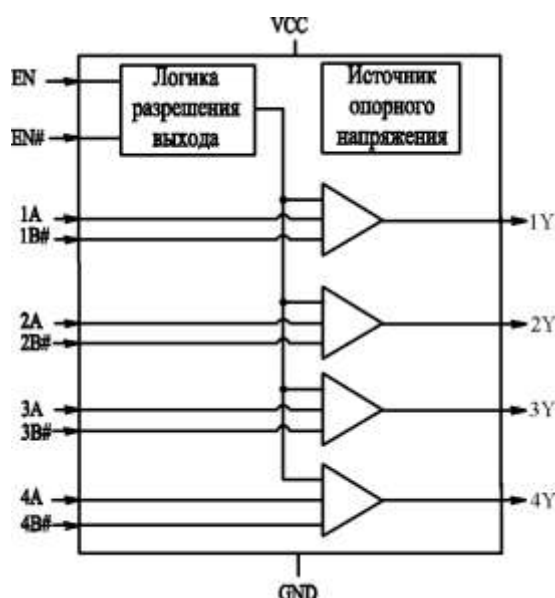 VCC
EN
Логика
разрешения
выхода
Источник
опорного
напряжения
EN#
1A
1B#
1Y
2A
2B#
2Y
3A
3B#
3Y
4A
4B#
4Y
GND